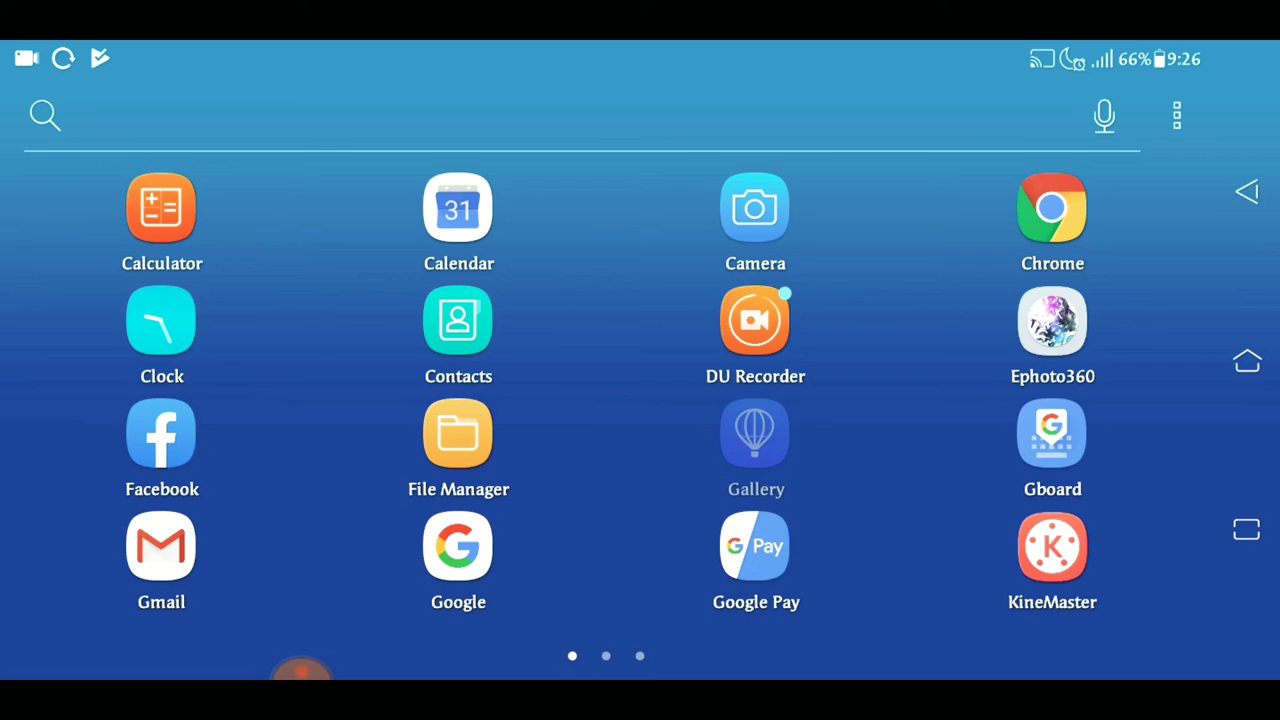 66% 9:26
Calculator
31
Calendar
Camera
Chrome
Clock
Contacts
DU Recorder
Ephoto360
Facebook
File Manager
Gallery
G
Gboard
Gmail
G
Google
G Pay
Google Pay
K
KineMaster